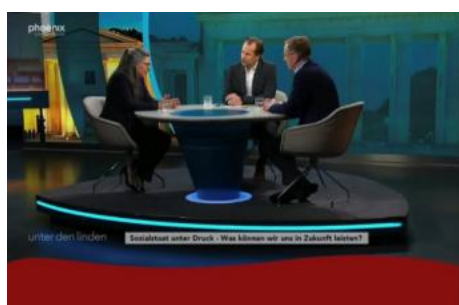 phoenix
unter den linden
Sozialstaat unter Druck - Was können wir uns in Zukunft leisten?